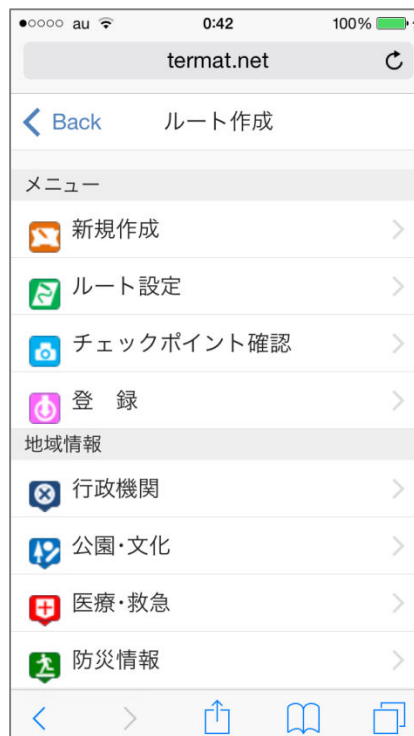 au 0:42 100%
termat.net
Back ルート作成
メニュー
新規作成
ルート設定
チェックポイント確認
登　録
地域情報
行政機関
公園・文化
医療・救急
防災情報